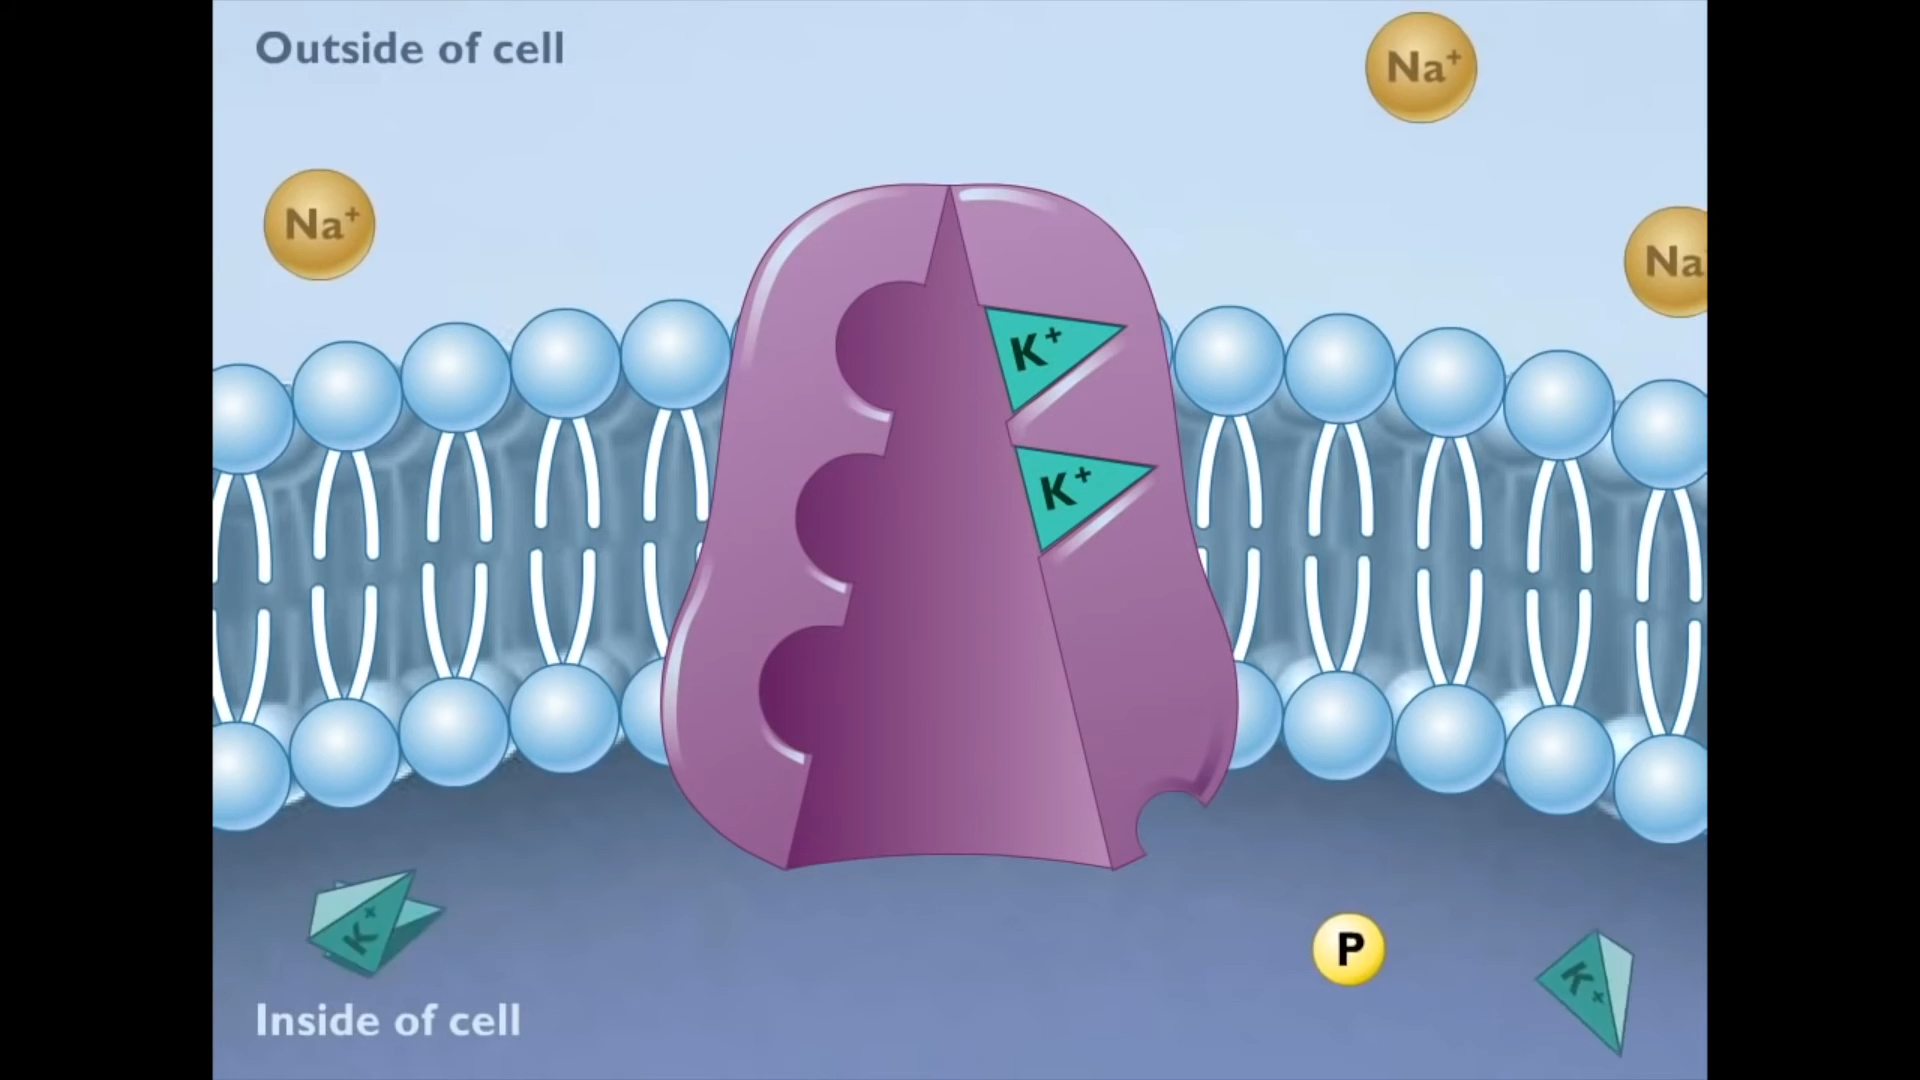 Outside of cell
Na⁺
Na⁺
Na
K⁺
K⁺
K⁺
P
K⁺
Inside of cell